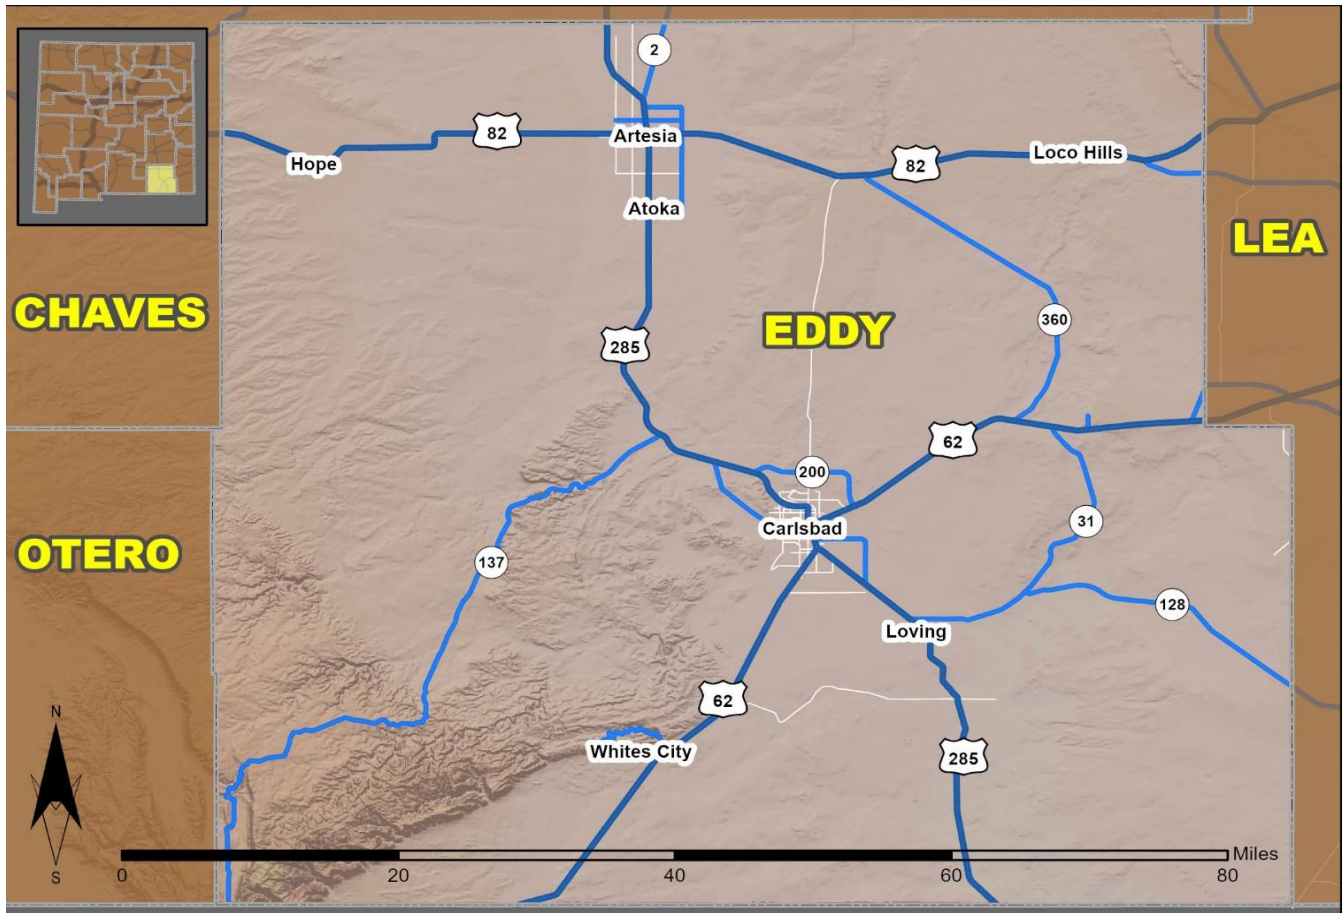 2
82
Artesia
Hope
82
Loco Hills
Atoka
LEA
CHAVES
EDDY
360
285
62
200
31
Carlsbad
OTERO
137
128
Loving
62
N
Whites City
285
S
0
20
40
60
80
Miles